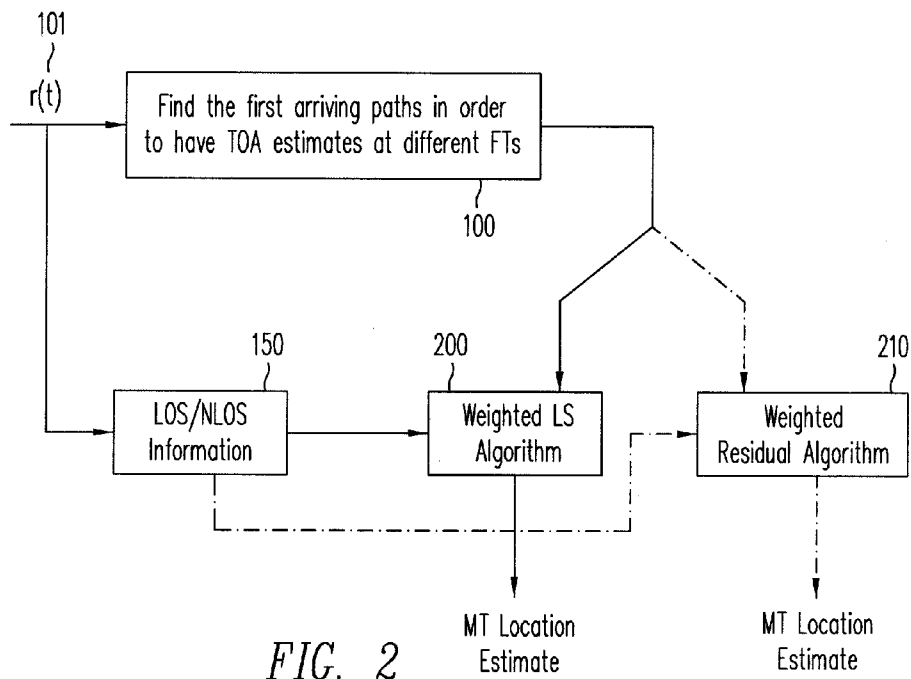 101
r(t)
Find the first arriving paths in order
to have TOA estimates at different FTs
100
150
LOS/NLOS
Information
200
Weighted LS
Algorithm
210
Weighted
Residual Algorithm
MT Location
Estimate
MT Location
Estimate
FIG. 2